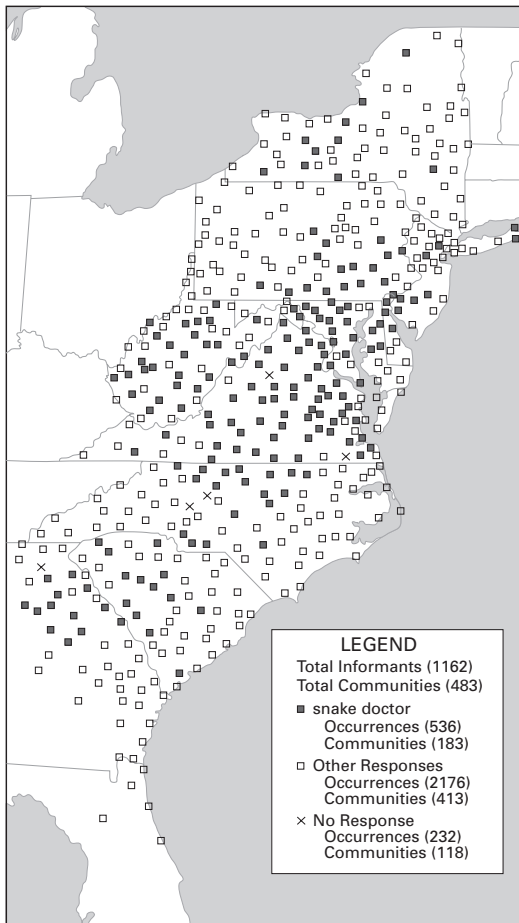 LEGEND
Total Informants (1162)
Total Communities (483)
snake doctor
Occurrences (536)
Communities (183)
Other Responses
Occurrences (2176)
Communities (413)
No Response
Occurrences (232)
Communities (118)